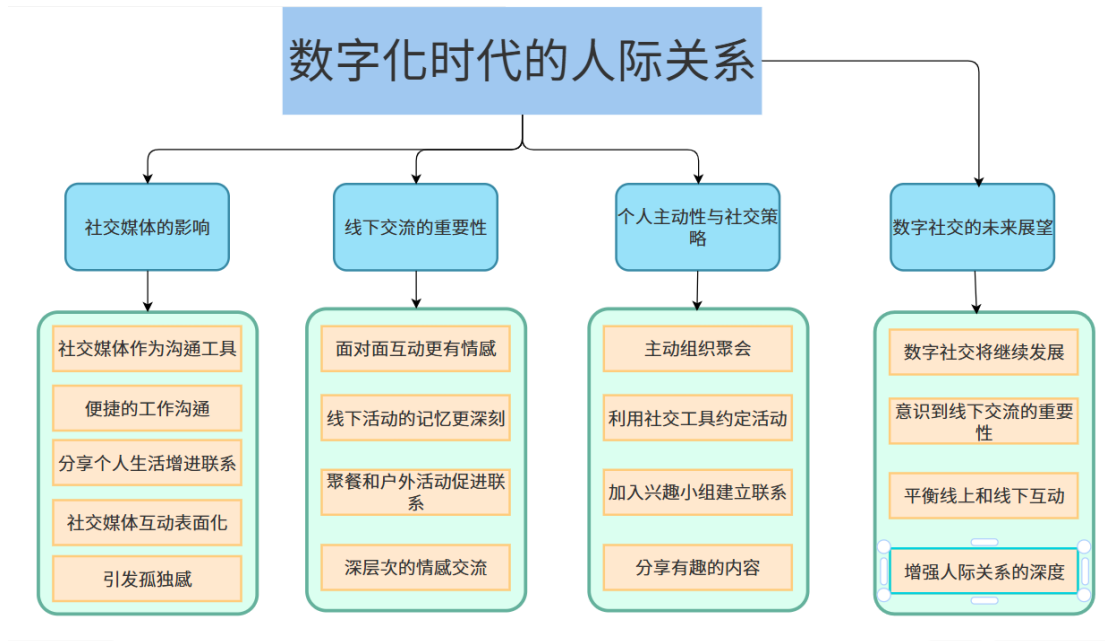 数字化时代的人际关系
社交媒体的影响
线下交流的重要性
个人主动性与社交策
略
数字社交的未来展望
社交媒体作为沟通工具
便捷的工作沟通
分享个人生活增进联系
社交媒体互动表面化
引发孤独感
面对面互动更有情感
线下活动的记忆更深刻
聚餐和户外活动促进联
系
深层次的情感交流
主动组织聚会
利用社交工具约定活动
加入兴趣小组建立联系
分享有趣的内容
数字社交将继续发展
意识到线下交流的重要
性
平衡线上和线下互动
增强人际关系的深度